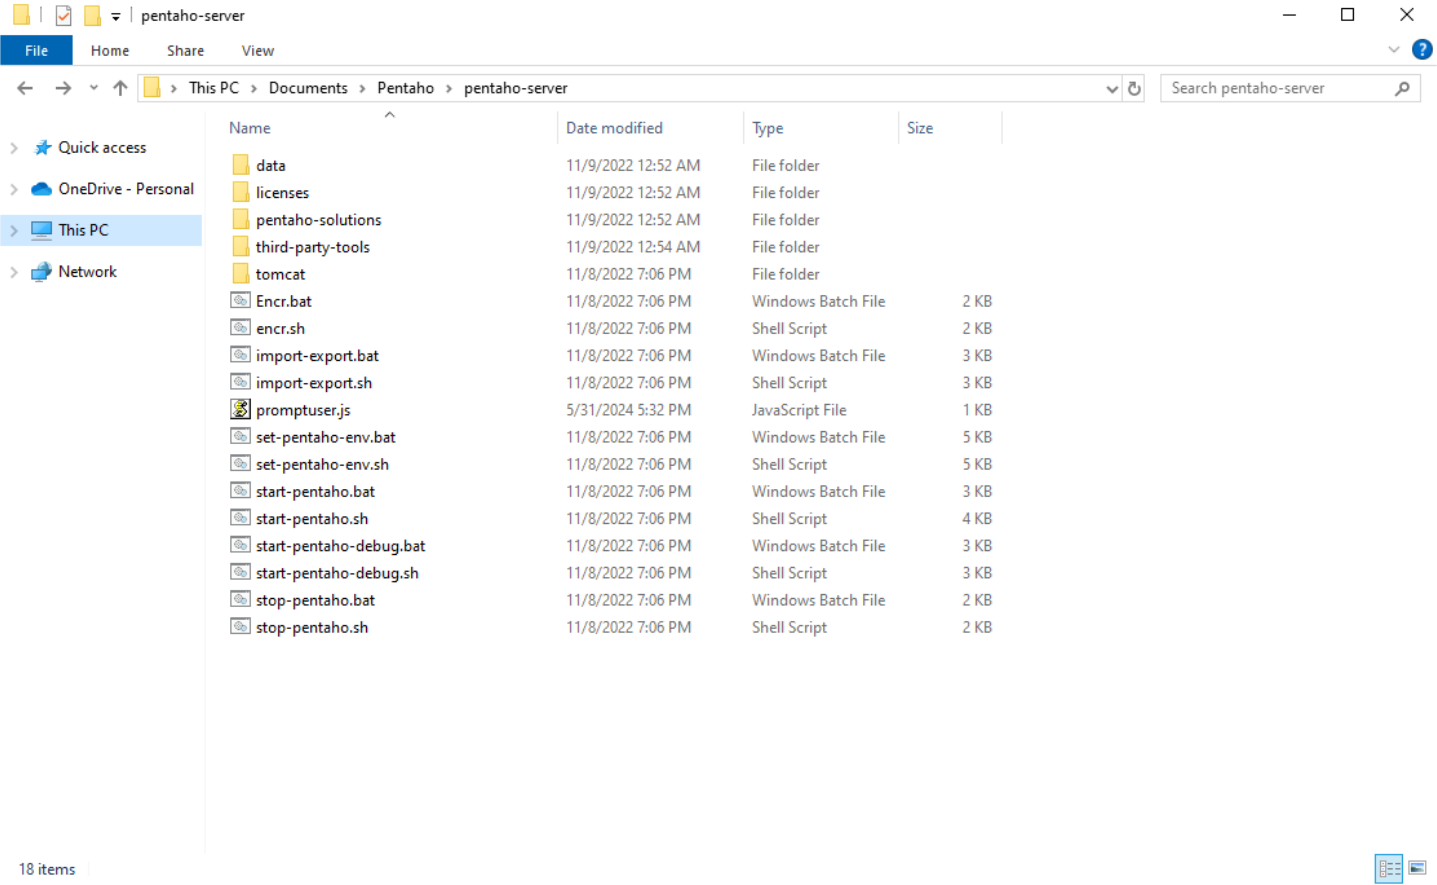 pentaho-server
File Home Share View
This PC Documents Pentaho pentaho-server Search pentaho-server
Name Date modified Type Size
Quick access
OneDrive - Personal
This PC
Network
data 11/9/2022 12:52 AM File folder
licenses 11/9/2022 12:52 AM File folder
pentaho-solutions 11/9/2022 12:52 AM File folder
third-party-tools 11/9/2022 12:54 AM File folder
tomcat 11/8/2022 7:06 PM File folder
Encr.bat 11/8/2022 7:06 PM Windows Batch File 2 KB
encr.sh 11/8/2022 7:06 PM Shell Script 2 KB
import-export.bat 11/8/2022 7:06 PM Windows Batch File 3 KB
import-export.sh 11/8/2022 7:06 PM Shell Script 3 KB
promptuser.js 5/31/2024 5:32 PM JavaScript File 1 KB
set-pentaho-env.bat 11/8/2022 7:06 PM Windows Batch File 5 KB
set-pentaho-env.sh 11/8/2022 7:06 PM Shell Script 5 KB
start-pentaho.bat 11/8/2022 7:06 PM Windows Batch File 3 KB
start-pentaho.sh 11/8/2022 7:06 PM Shell Script 4 KB
start-pentaho-debug.bat 11/8/2022 7:06 PM Windows Batch File 3 KB
start-pentaho-debug.sh 11/8/2022 7:06 PM Shell Script 3 KB
stop-pentaho.bat 11/8/2022 7:06 PM Windows Batch File 2 KB
stop-pentaho.sh 11/8/2022 7:06 PM Shell Script 2 KB
18 items